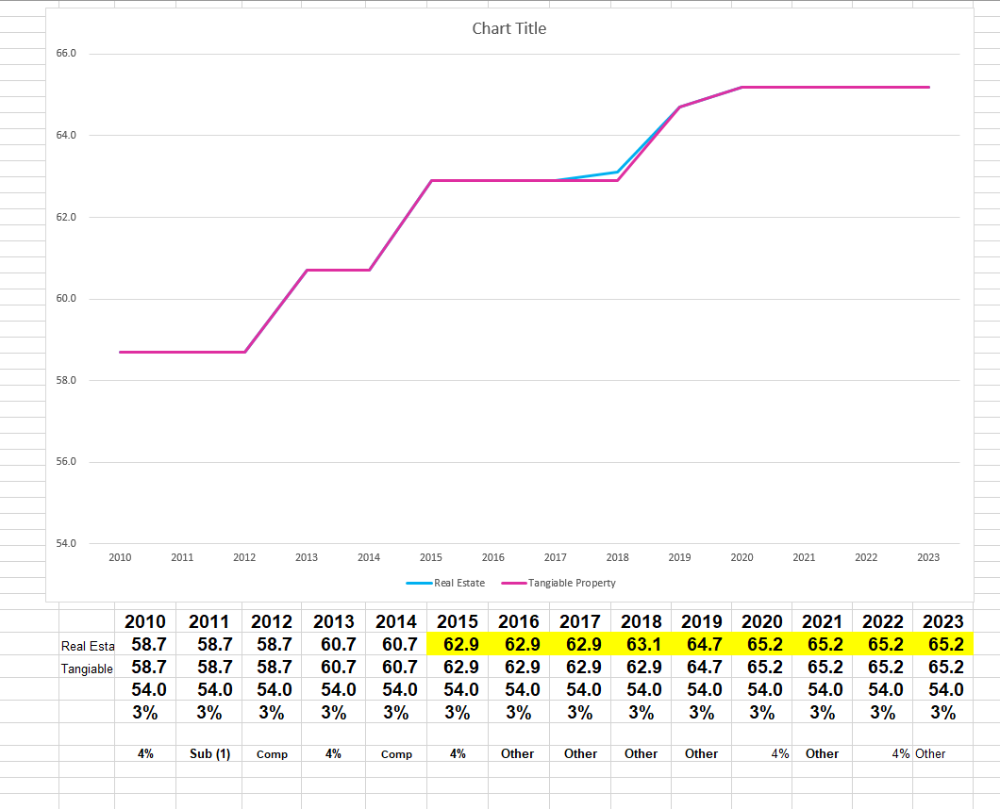 Chart Title
66.0
64.0
62.0
60.0
58.0
56.0
54.0
2010 2011 2012 2013 2014 2015 2016 2017 2018 2019 2020 2021 2022 2023
Real Estate Tangiable Property
2010 2011 2012 2013 2014 2015 2016 2017 2018 2019 2020 2021 2022 2023
Real Esta 58.7 58.7 58.7 60.7 60.7 62.9 62.9 62.9 63.1 64.7 65.2 65.2 65.2 65.2
Tangiable 58.7 58.7 58.7 60.7 60.7 62.9 62.9 62.9 62.9 64.7 65.2 65.2 65.2 65.2
54.0 54.0 54.0 54.0 54.0 54.0 54.0 54.0 54.0 54.0 54.0 54.0 54.0 54.0
3% 3% 3% 3% 3% 3% 3% 3% 3% 3% 3% 3% 3% 3%
4% Sub (1) Comp 4% Comp 4% Other Other Other Other 4% Other 4% Other